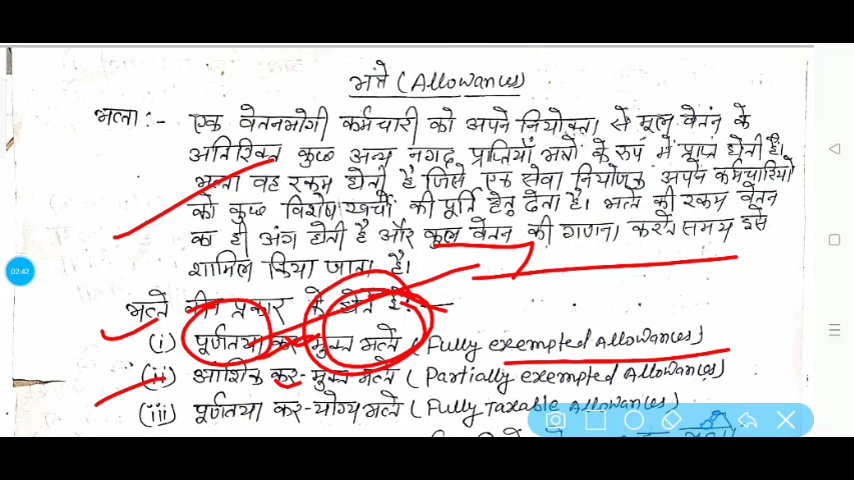 भत्ते (Allowances)
भत्ता :- एक वेतनभोगी कर्मचारी को अपने नियोक्ता से मूल वेतन के
अतिरिक्त कुछ अन्य नगद प्राप्तियाँ भत्तों के रूप में प्राप्त होती हैं।
भत्ता वह रकम होती है जिसे एक सेवा नियोजक अपने कर्मचारियों
को कुछ विशेष खर्चों की पूर्ति हेतु देता है। भत्ते की रकम वेतन
का ही अंग होती है और कुल वेतन की गणना करते समय इसे
शामिल किया जाता है।
भत्ते तीन प्रकार के होते हैं:-
(i) पूर्णतया कर-मुक्त भत्ते (Fully exempted Allowances)
(ii) आंशिक कर-मुक्त भत्ते (Partially exempted Allowances)
(iii) पूर्णतया कर-योग्य भत्ते (Fully Taxable Allowances)
02:42